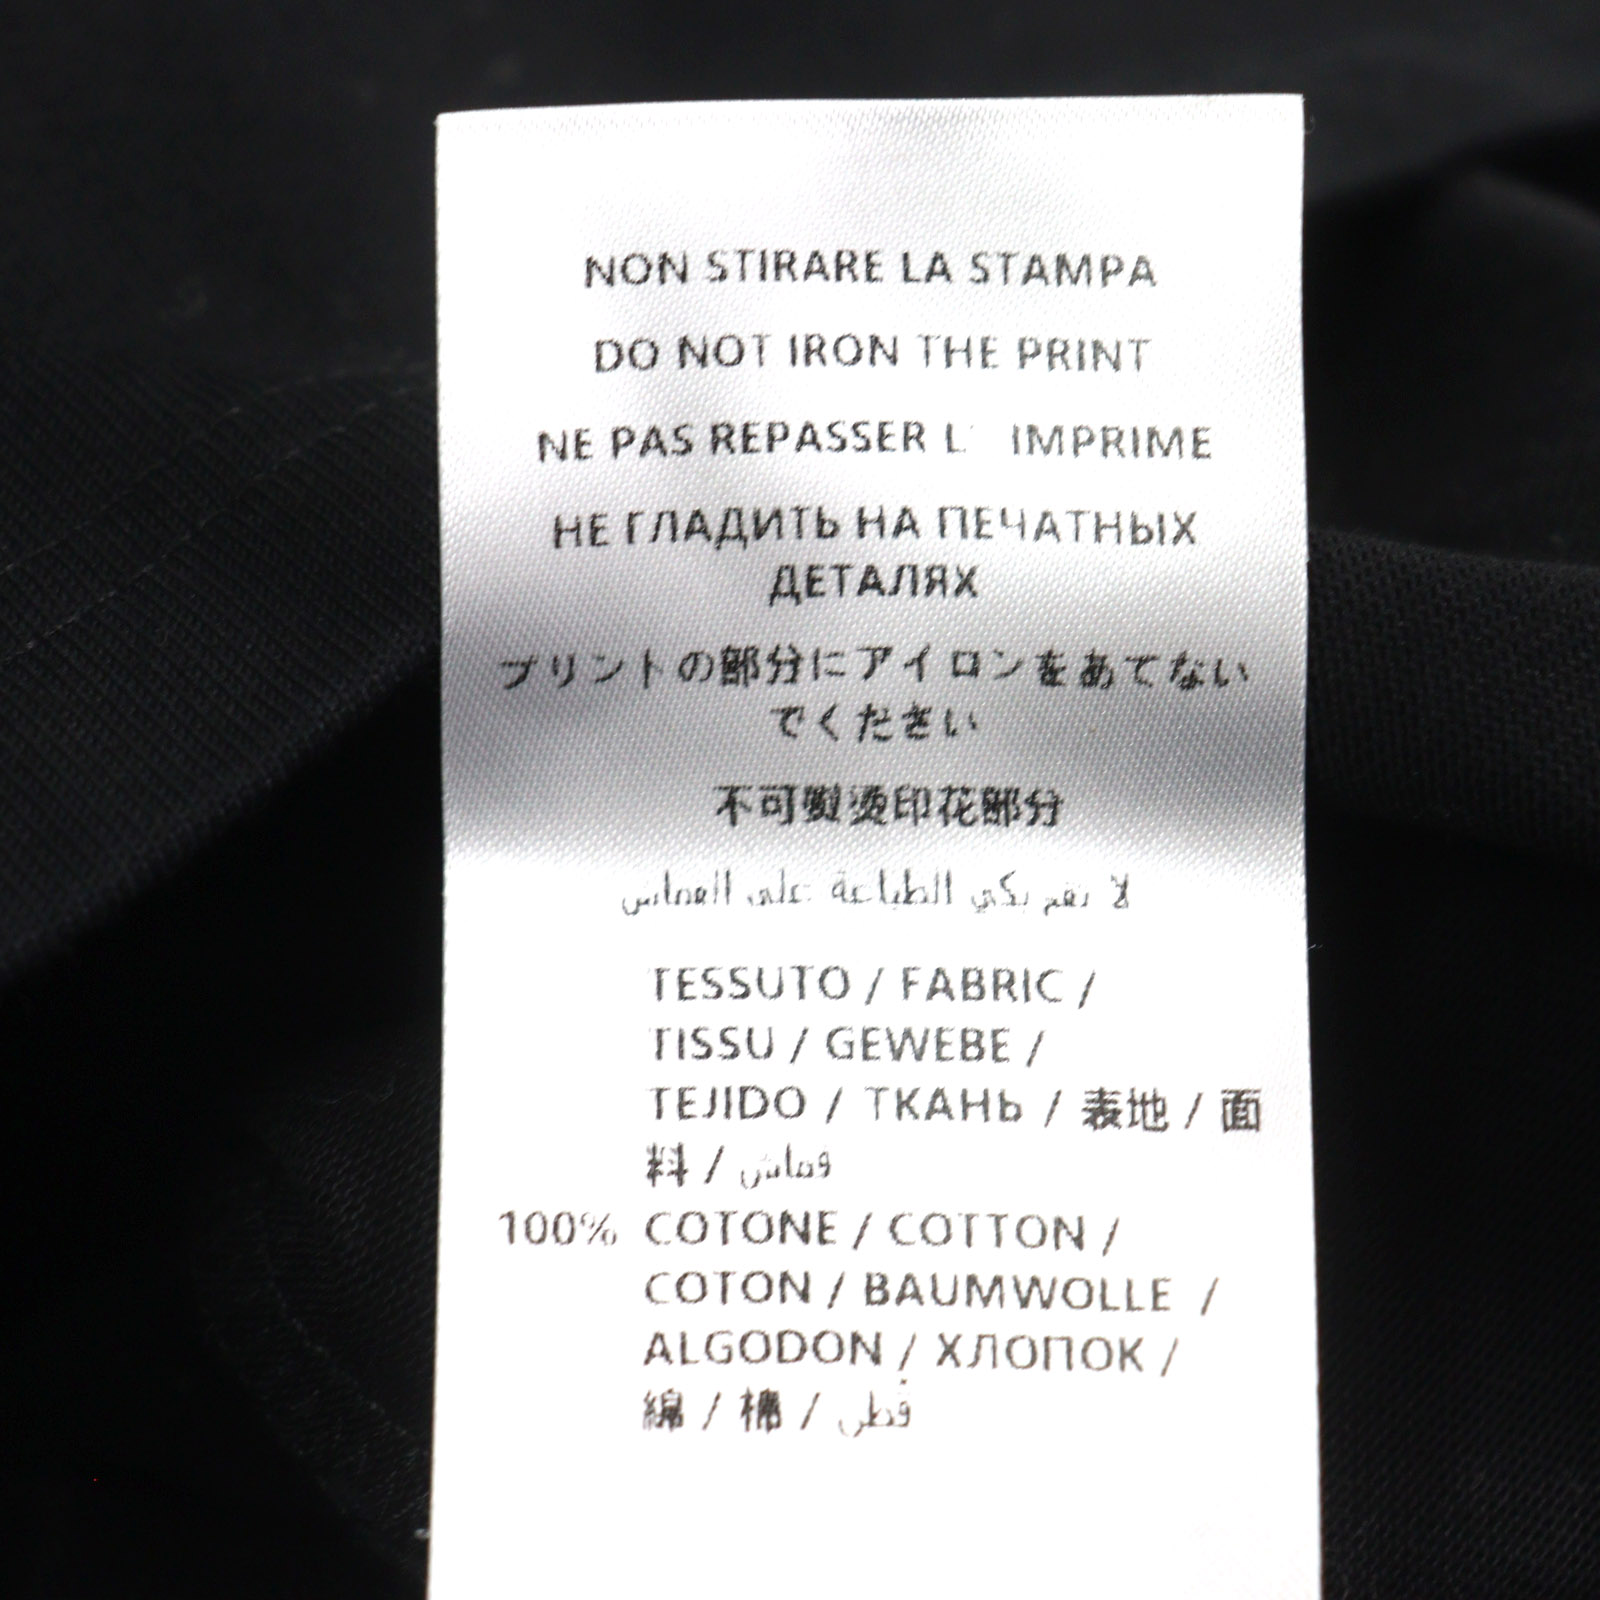 NON STIRARE LA STAMPA
DO NOT IRON THE PRINT
NE PAS REPASSER L' IMPRIME
НЕ ГЛАДИТЬ НА ПЕЧАТНЫХ
ДЕТАЛЯХ
プリントの部分にアイロンをあてない
でください
不可熨烫印花部分
لا تقم بكي الطباعة على القماش
TESSUTO / FABRIC /
TISSU / GEWEBE /
TEJIDO / ТКАНЬ / 表地 / 面
料 / قماش
100% COTONE / COTTON /
COTON / BAUMWOLLE /
ALGODON / ХЛОПОК /
綿 / 棉 / قطن